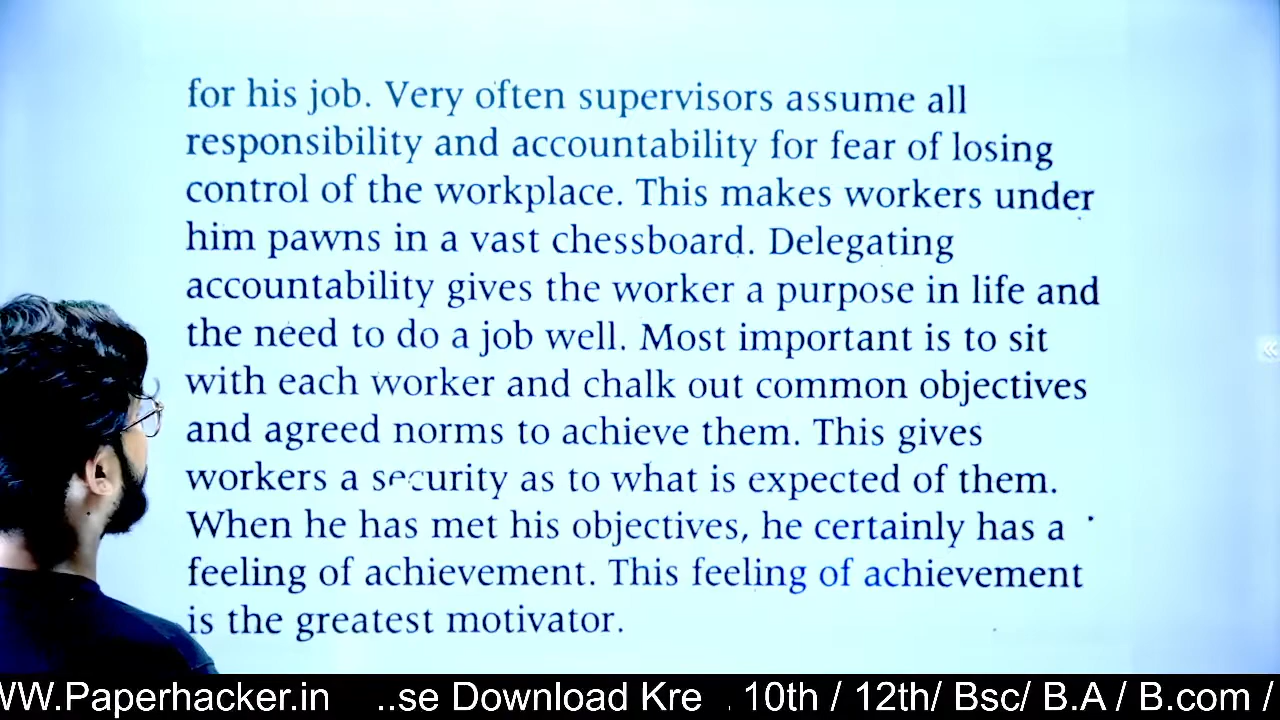 for his job. Very often supervisors assume all
responsibility and accountability for fear of losing
control of the workplace. This makes workers under
him pawns in a vast chessboard. Delegating
accountability gives the worker a purpose in life and
the need to do a job well. Most important is to sit
with each worker and chalk out common objectives
and agreed norms to achieve them. This gives
workers a security as to what is expected of them.
When he has met his objectives, he certainly has a
feeling of achievement. This feeling of achievement
is the greatest motivator.
WW.Paperhacker.in ..se Download Kre . 10th / 12th/ Bsc/ B.A / B.com /